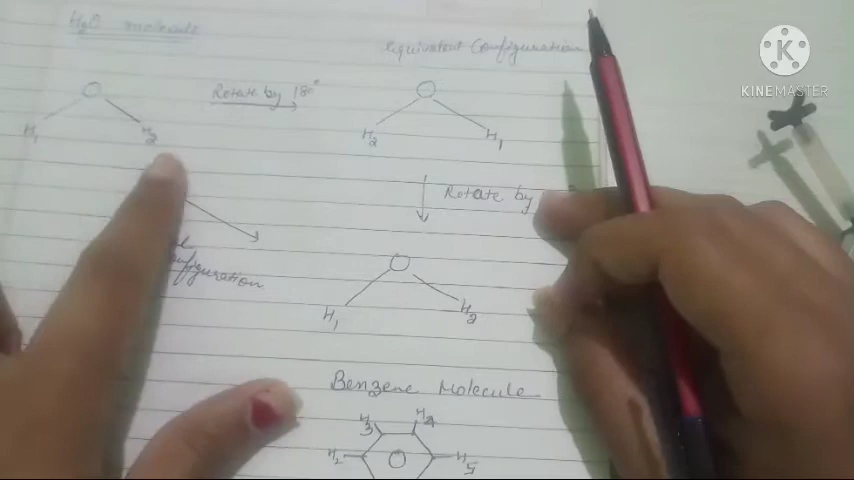 H2O molecule
equivalent Configuration
Rotate by 180°
O
H1
H2
O
H2
H1
Rotate by
O
H1
H2
Benzene Molecule
H3
H4
H2
H5
KINEMASTER